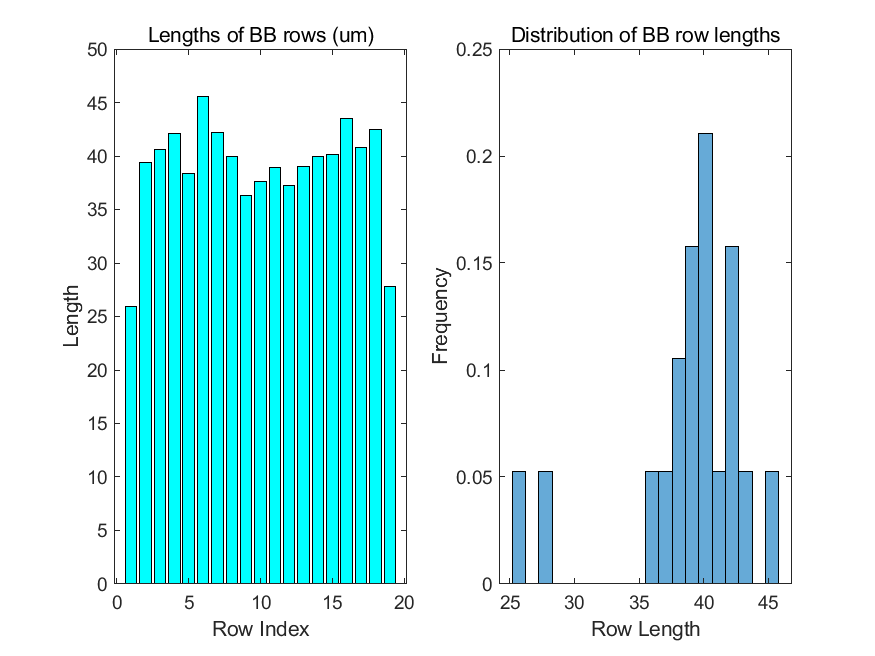 Lengths of BB rows (um)
50
45
40
35
30
25
20
15
10
5
0
Length
0 5 10 15 20
Row Index
Distribution of BB row lengths
0.25
0.2
0.15
0.1
0.05
0
Frequency
25 30 35 40 45
Row Length